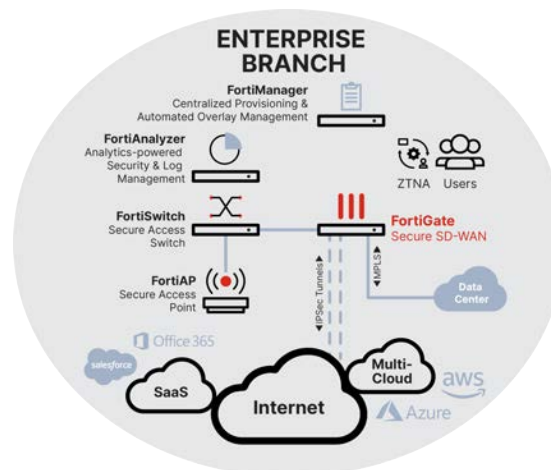 ENTERPRISE
BRANCH
FortiManager
Centralized Provisioning &
Automated Overlay Management
FortiAnalyzer
Analytics-powered
Security & Log
Management
ZTNA
Users
FortiSwitch
Secure Access
Switch
FortiGate
Secure SD-WAN
FortiAP
Secure Access
Point
IPSec Tunnels
MPLS
Data
Center
Office 365
salesforce
SaaS
Internet
Multi-
Cloud
aws
Azure